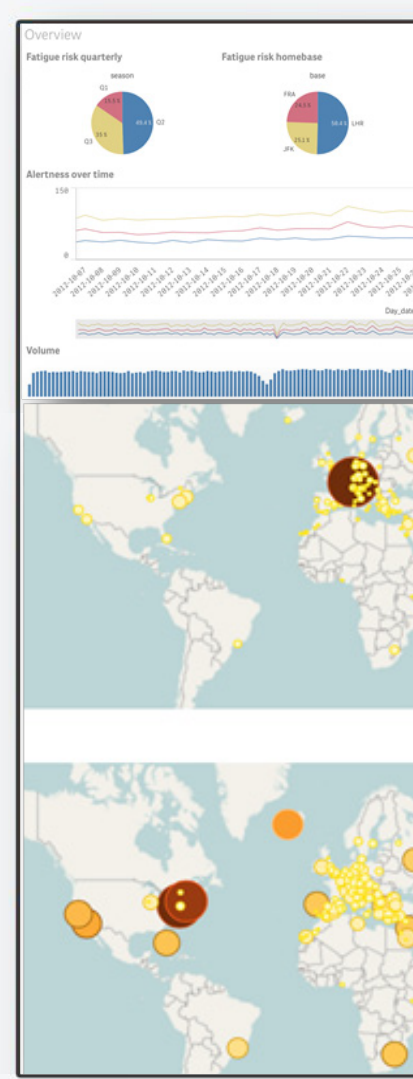 Overview
Fatigue risk quarterly
Fatigue risk homebase
season
base
Q1
Q2
Q3
FRA
LHR
JFK
Alertness over time
150
0
2012-10-07
2012-10-08
2012-10-09
2012-10-10
2012-10-11
2012-10-12
2012-10-13
2012-10-14
2012-10-15
2012-10-16
2012-10-17
2012-10-18
2012-10-19
2012-10-20
2012-10-21
2012-10-22
2012-10-23
2012-10-24
2012-10-25
Day_date
Volume